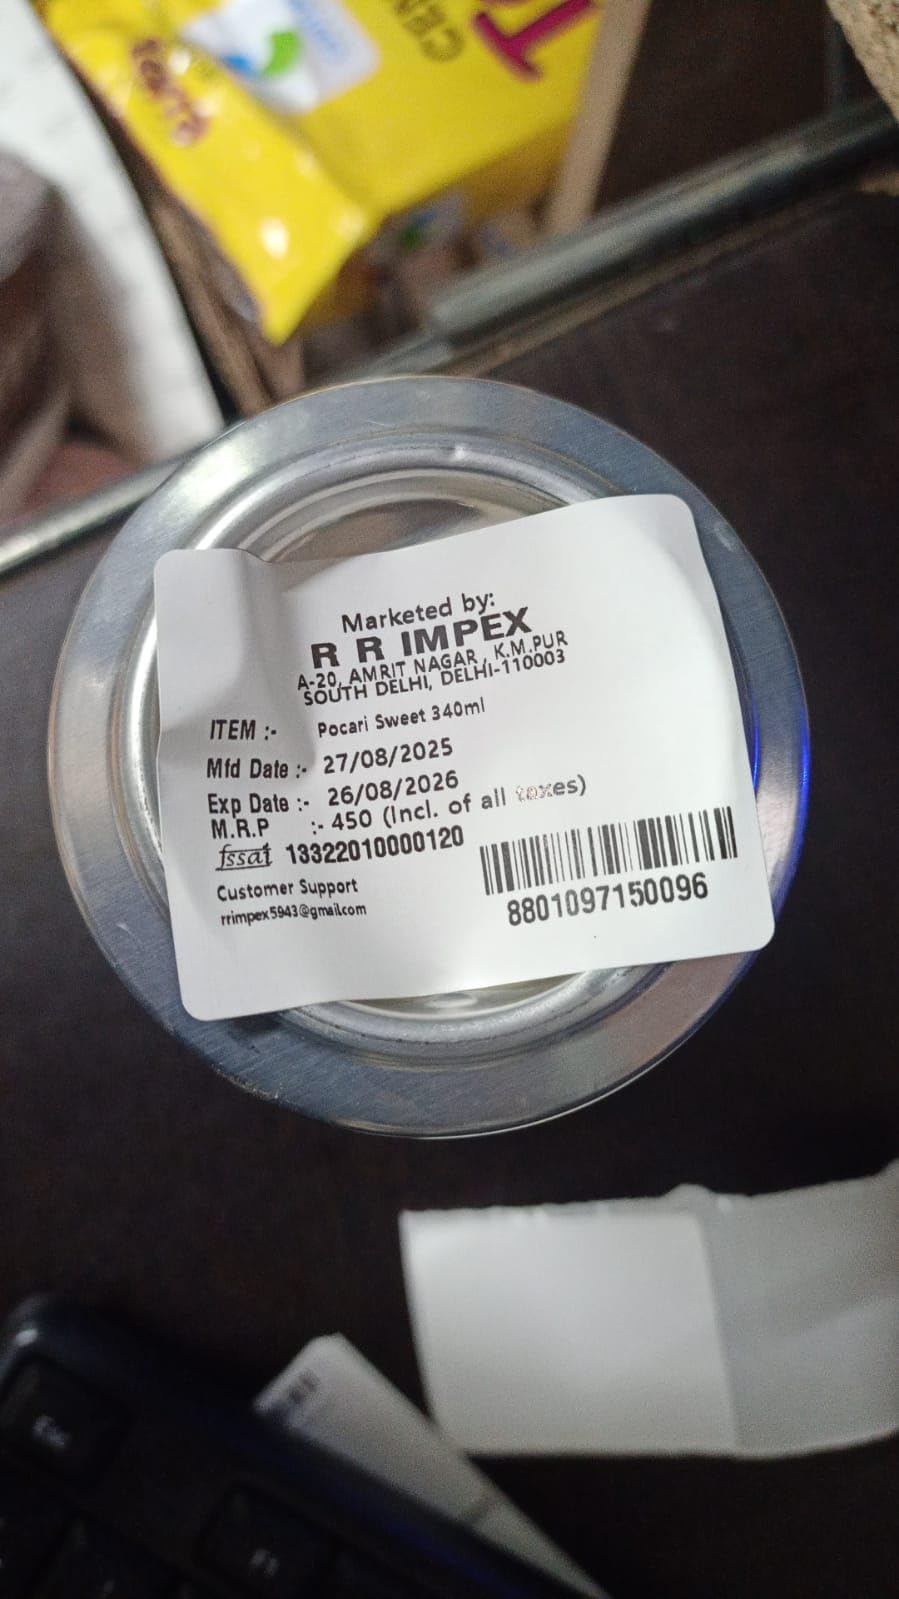 Marketed by:
R R IMPEX
A-20, AMRIT NAGAR, K.M.PUR
SOUTH DELHI, DELHI-110003
ITEM :- Pocari Sweet 340ml
Mfd Date :- 27/08/2025
Exp Date :- 26/08/2026
M.R.P :- 450 (Incl. of all taxes)
fssai 13322010000120
Customer Support
rrimpex5943@gmail.com
8801097150096
Esc
F1